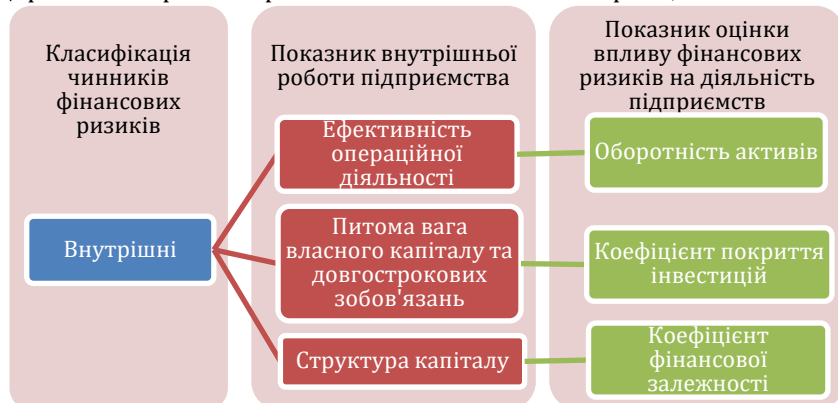 Класифікація
чинників
фінансових
ризиків
Показник внутрішньої
роботи підприємства
Показник оцінки
впливу фінансових
ризиків на діяльність
підприємств
Внутрішні
Ефективність
операційної
діяльності
Оборотність активів
Питома вага
власного капіталу та
довгострокових
зобов'язань
Коефіцієнт покриття
інвестицій
Структура капіталу
Коефіцієнт
фінансової
залежності